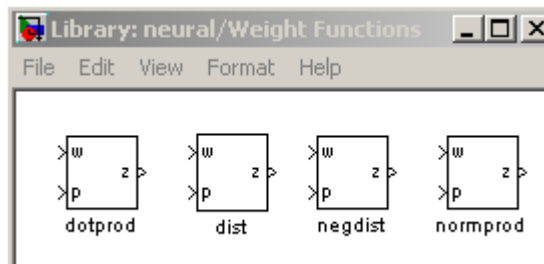 Library: neural/Weight Functions
File Edit View Format Help
w w w w
z z z z
p p p p
dotprod dist negdist normprod